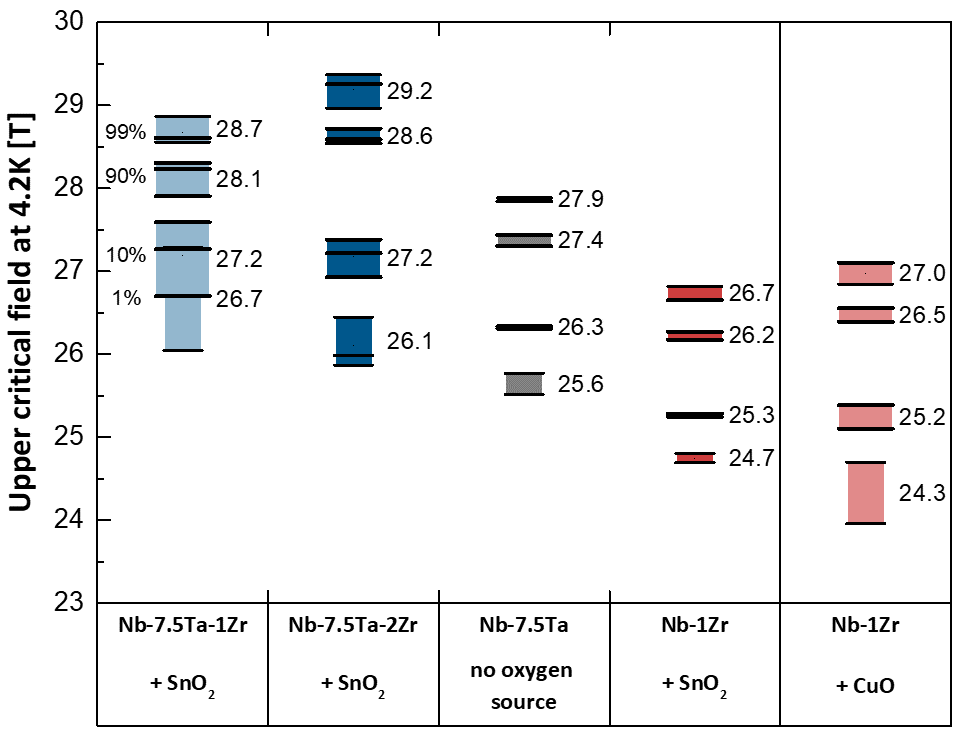 Upper critical field at 4.2K [T]
30
29
28
27
26
25
24
23
99%
90%
10%
1%
28.7
28.1
27.2
26.7
29.2
28.6
27.2
26.1
27.9
27.4
26.3
25.6
26.7
26.2
25.3
24.7
27.0
26.5
25.2
24.3
Nb-7.5Ta-1Zr
+ SnO₂
Nb-7.5Ta-2Zr
+ SnO₂
Nb-7.5Ta
no oxygen
source
Nb-1Zr
+ SnO₂
Nb-1Zr
+ CuO